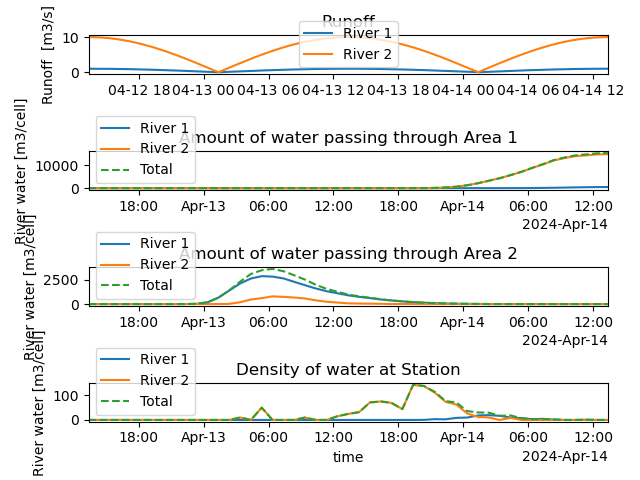 Runoff
Runoff [m3/s]
10
0
River 1
River 2
04-12 18 04-13 00 04-13 06 04-13 12 04-13 18 04-14 00 04-14 06 04-14 12
Amount of water passing through Area 1
River water [m3/cell]
10000
0
River 1
River 2
Total
18:00 Apr-13 06:00 12:00 18:00 Apr-14 06:00 12:00
2024-Apr-14
Amount of water passing through Area 2
River water [m3/cell]
2500
0
River 1
River 2
Total
18:00 Apr-13 06:00 12:00 18:00 Apr-14 06:00 12:00
2024-Apr-14
Density of water at Station
River water [m3/cell]
100
0
River 1
River 2
Total
18:00 Apr-13 06:00 12:00 18:00 Apr-14 06:00 12:00
time
2024-Apr-14